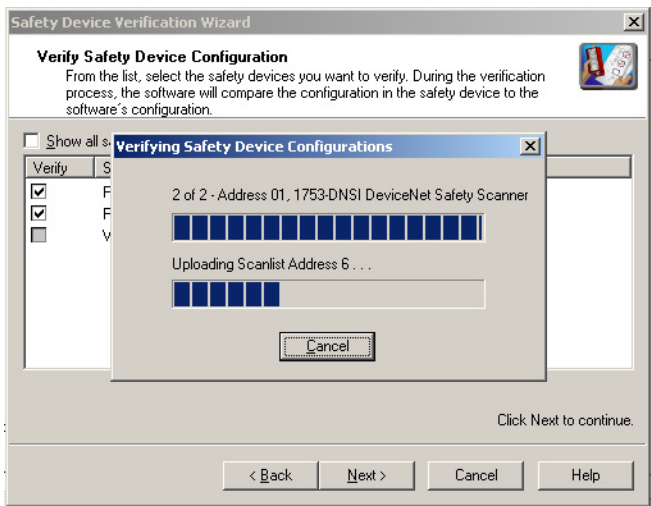 Safety Device Verification Wizard
Verify Safety Device Configuration
From the list, select the safety devices you want to verify. During the verification
process, the software will compare the configuration in the safety device to the
software´s configuration.
Show all s
Verifying Safety Device Configurations
Verify S
F
F
V
2 of 2 - Address 01, 1753-DNSI DeviceNet Safety Scanner
Uploading Scanlist Address 6 . . .
Cancel
Click Next to continue.
< Back Next > Cancel Help